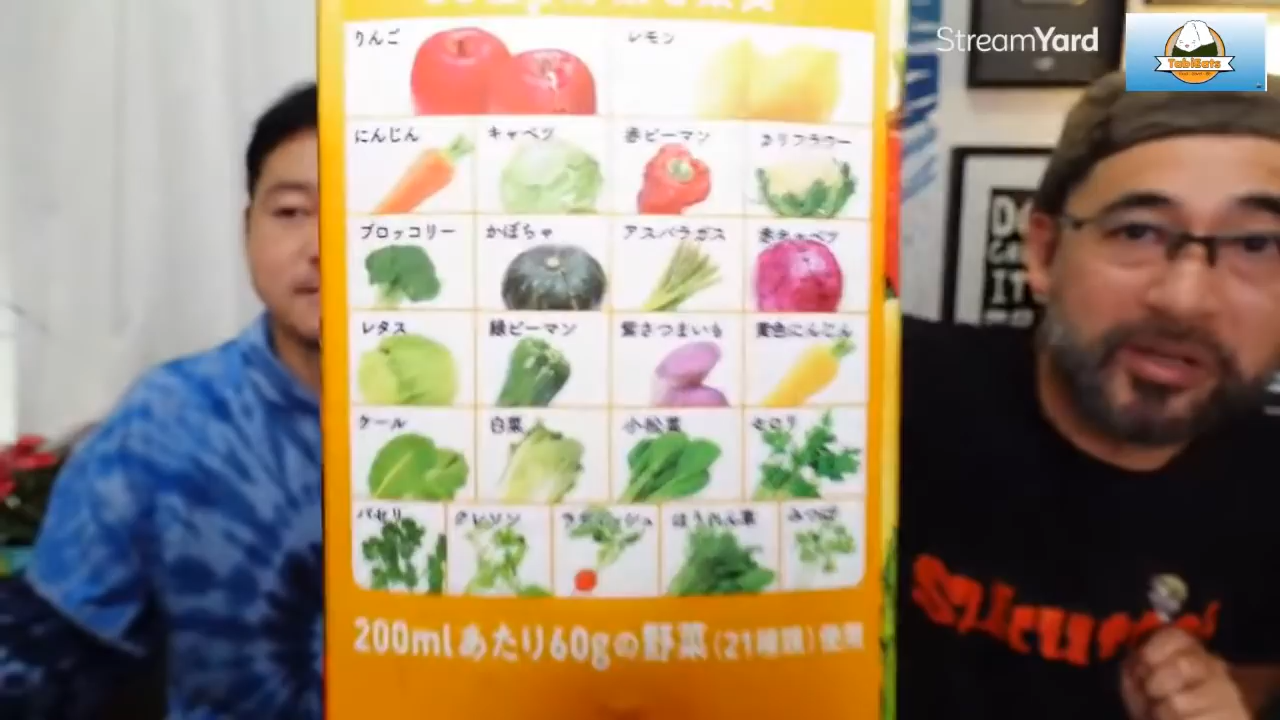 StreamYard
TabiEats
りんご レモン
にんじん キャベツ 赤ピーマン カリフラワー
ブロッコリー かぼちゃ アスパラガス 赤キャベツ
レタス 緑ピーマン 紫さつまいも 黄色にんじん
ケール 白菜 小松菜 セロリ
パセリ クレソン ラディッシュ ほうれん草 みつば
200mlあたり60gの野菜(21種類)使用